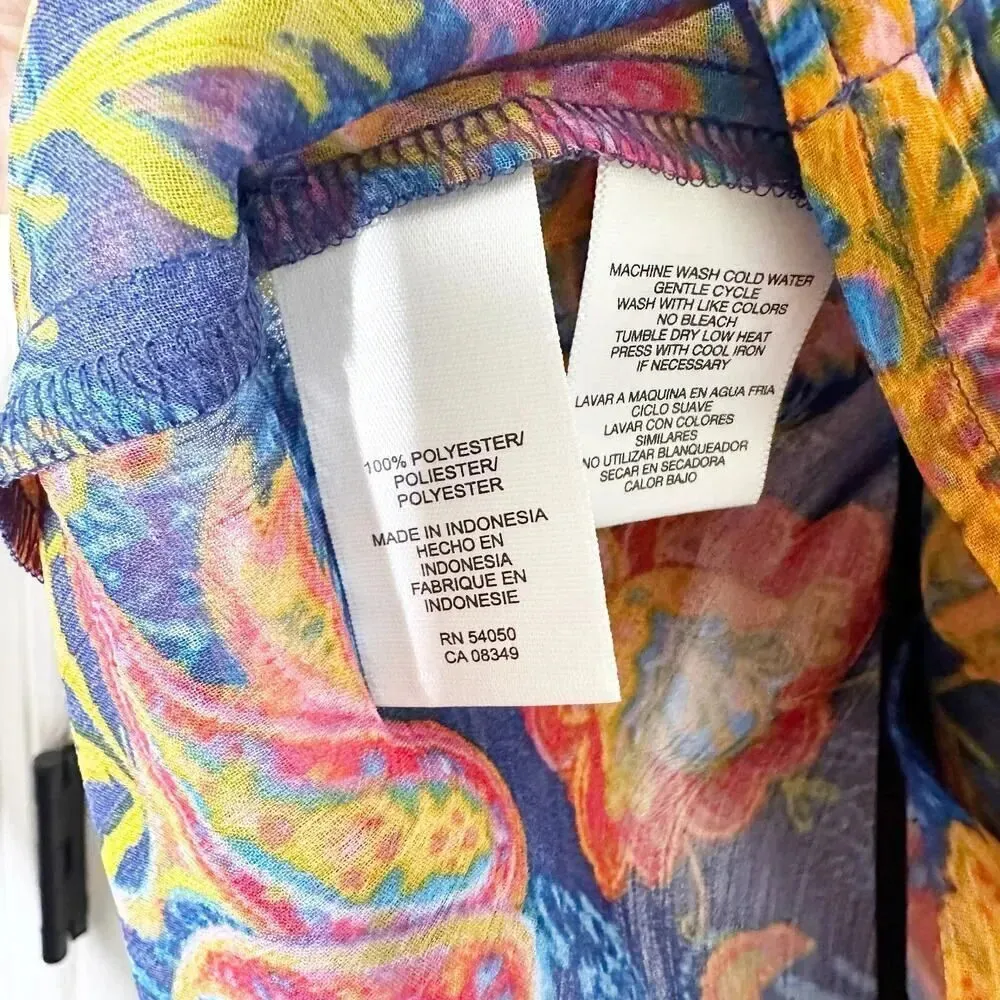 100% POLYESTER/
POLIESTER/
POLYESTER
MADE IN INDONESIA
HECHO EN
INDONESIA
FABRIQUE EN
INDONESIE
RN 54050
CA 08349
MACHINE WASH COLD WATER
GENTLE CYCLE
WASH WITH LIKE COLORS
NO BLEACH
TUMBLE DRY LOW HEAT
PRESS WITH COOL IRON
IF NECESSARY
LAVAR A MAQUINA EN AGUA FRIA
CICLO SUAVE
LAVAR CON COLORES
SIMILARES
NO UTILIZAR BLANQUEADOR
SECAR EN SECADORA
CALOR BAJO